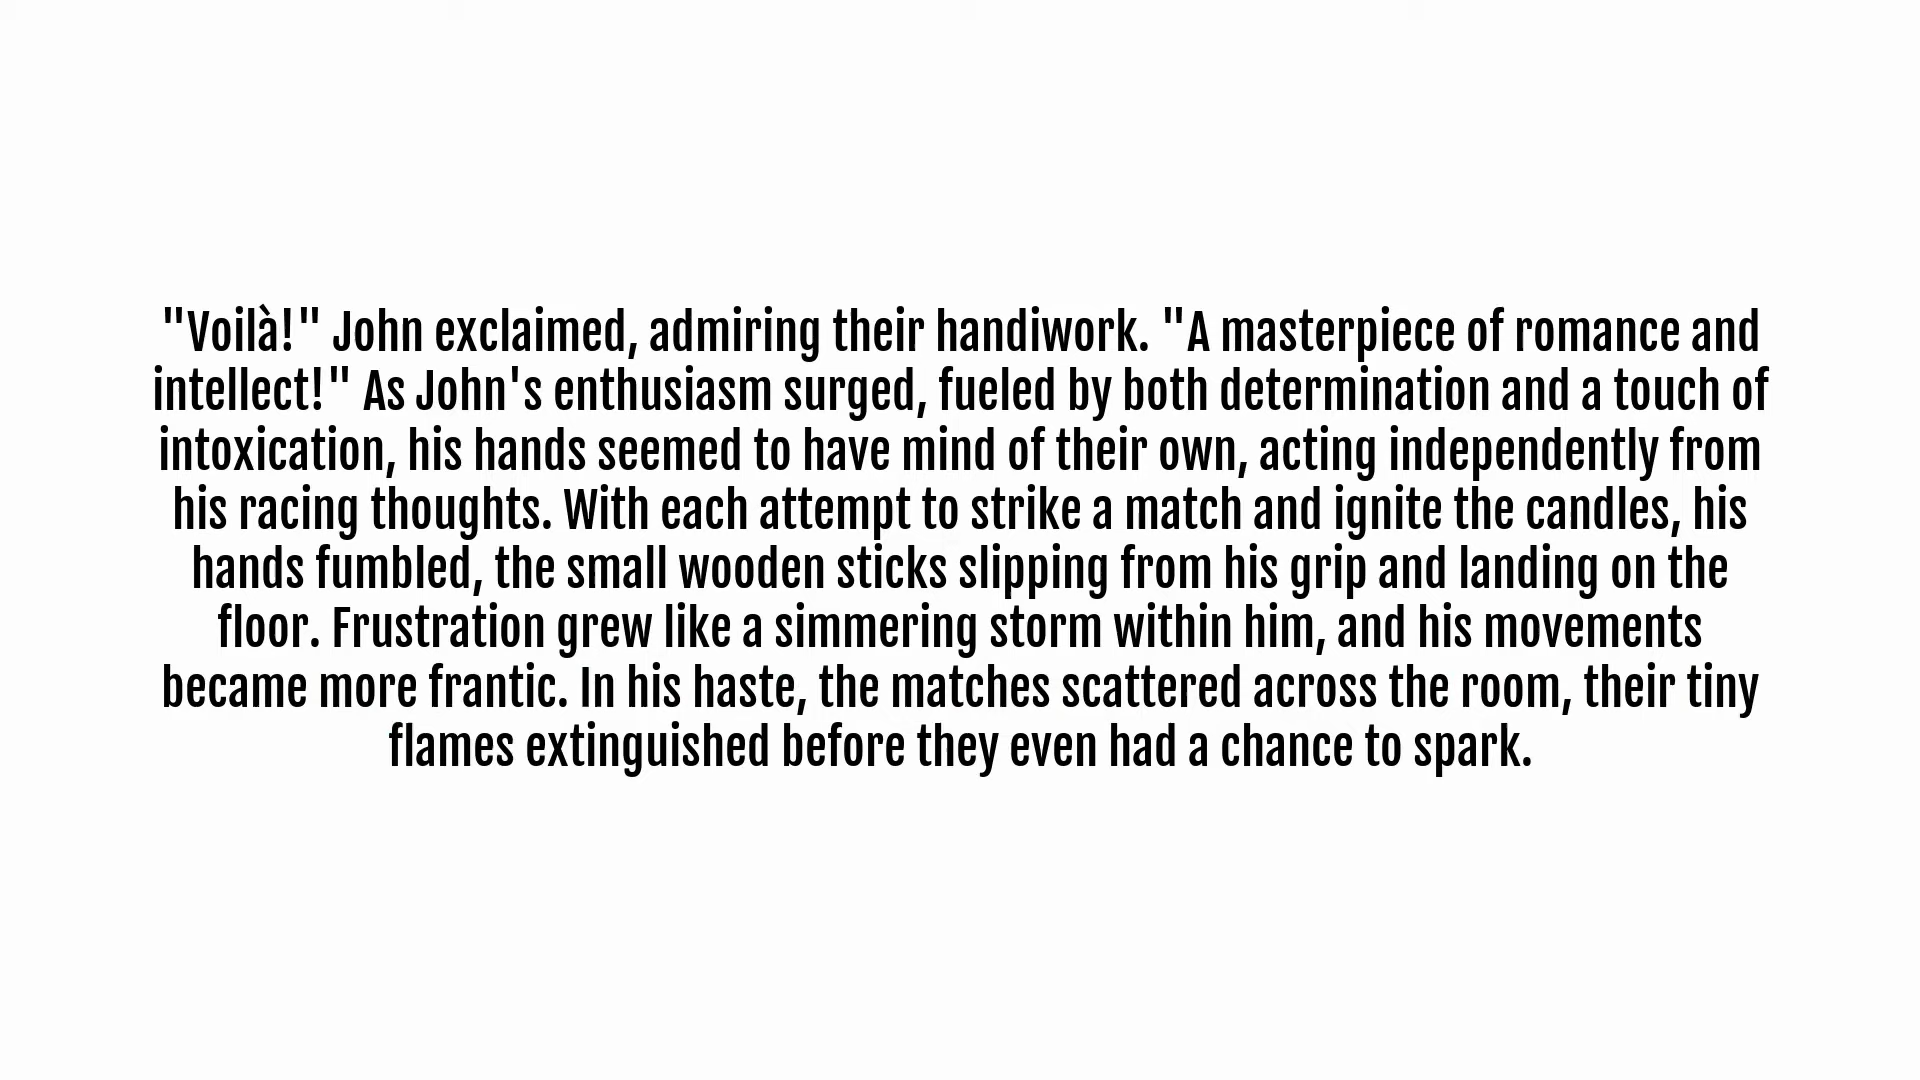 "Voilà!" John exclaimed, admiring their handiwork. "A masterpiece of romance and
intellect!" As John's enthusiasm surged, fueled by both determination and a touch of
intoxication, his hands seemed to have mind of their own, acting independently from
his racing thoughts. With each attempt to strike a match and ignite the candles, his
hands fumbled, the small wooden sticks slipping from his grip and landing on the
floor. Frustration grew like a simmering storm within him, and his movements
became more frantic. In his haste, the matches scattered across the room, their tiny
flames extinguished before they even had a chance to spark.